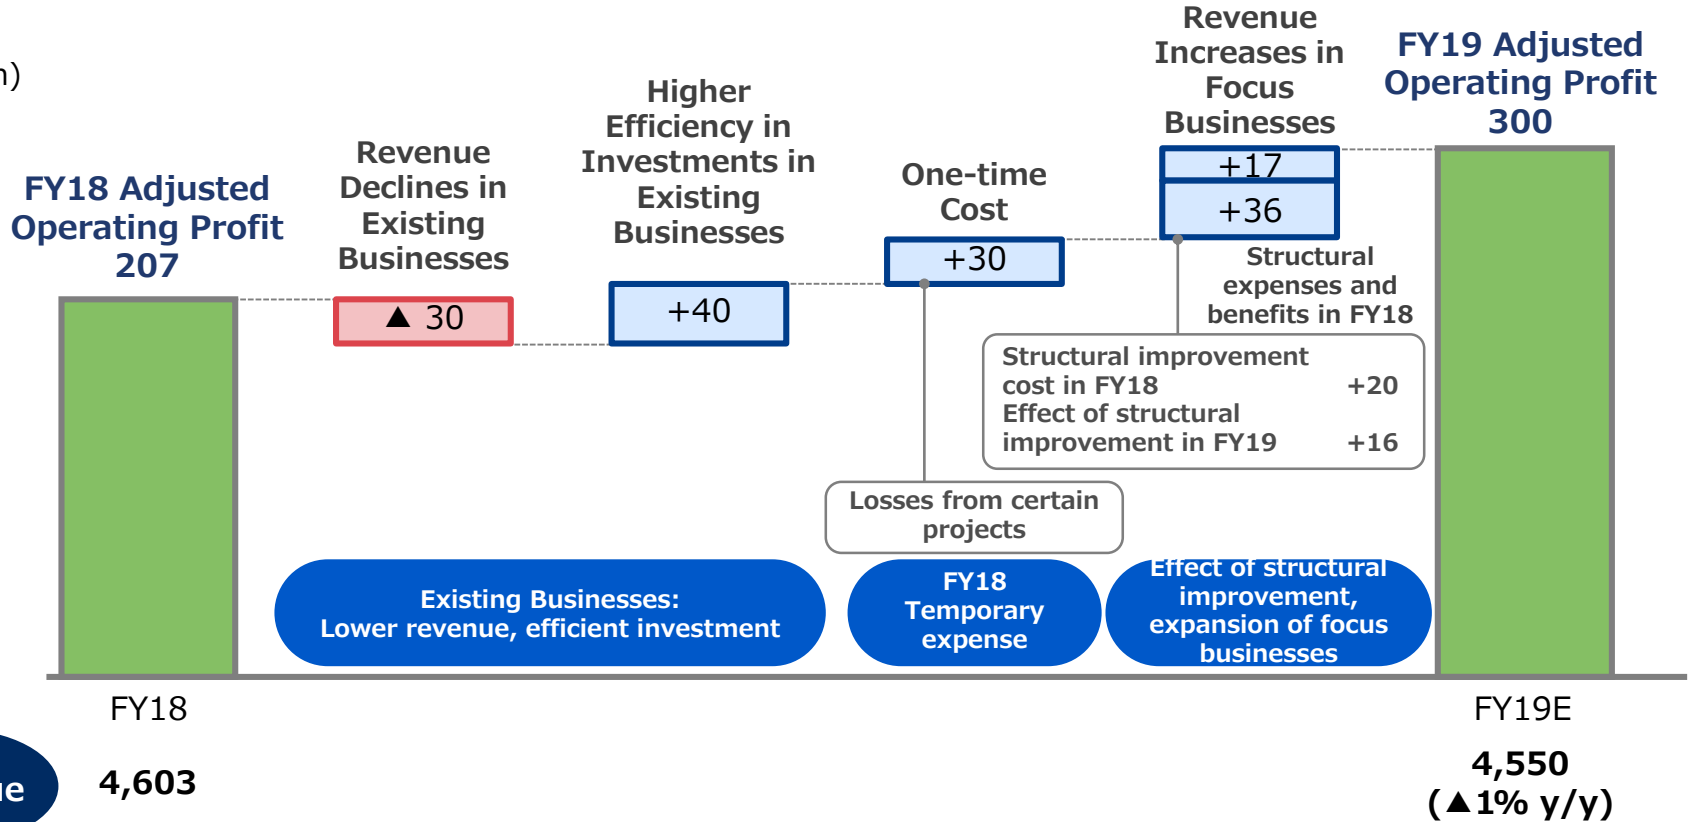 FY18 Adjusted
Operating Profit
207
Revenue
Declines in
Existing
Businesses
▲ 30
Higher
Efficiency in
Investments in
Existing
Businesses
+40
One-time
Cost
+30
Revenue
Increases in
Focus
Businesses
+17
+36
Structural
expenses and
benefits in FY18
FY19 Adjusted
Operating Profit
300
Structural improvement
cost in FY18 +20
Effect of structural
improvement in FY19 +16
Losses from certain
projects
Existing Businesses:
Lower revenue, efficient investment
FY18
Temporary
expense
Effect of structural
improvement,
expansion of focus
businesses
FY18
FY19E
4,603
4,550
(▲1% y/y)